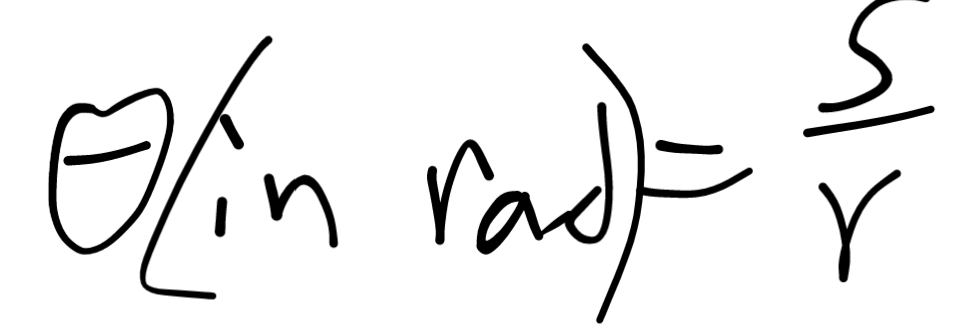 θ(in rad) = s/r